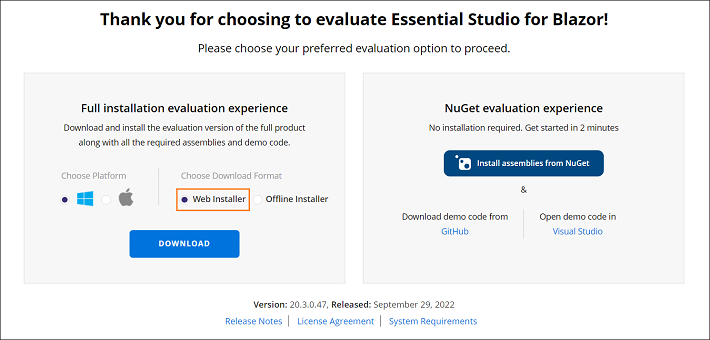 Thank you for choosing to evaluate Essential Studio for Blazor!
Please choose your preferred evaluation option to proceed.
Full installation evaluation experience
Download and install the evaluation version of the full product
along with all the required assemblies and demo code.
Choose Platform
Choose Download Format
Web Installer
Offline Installer
DOWNLOAD
NuGet evaluation experience
No installation required. Get started in 2 minutes
Install assemblies from NuGet
&
Download demo code from
GitHub
Open demo code in
Visual Studio
Version: 20.3.0.47, Released: September 29, 2022
Release Notes | License Agreement | System Requirements